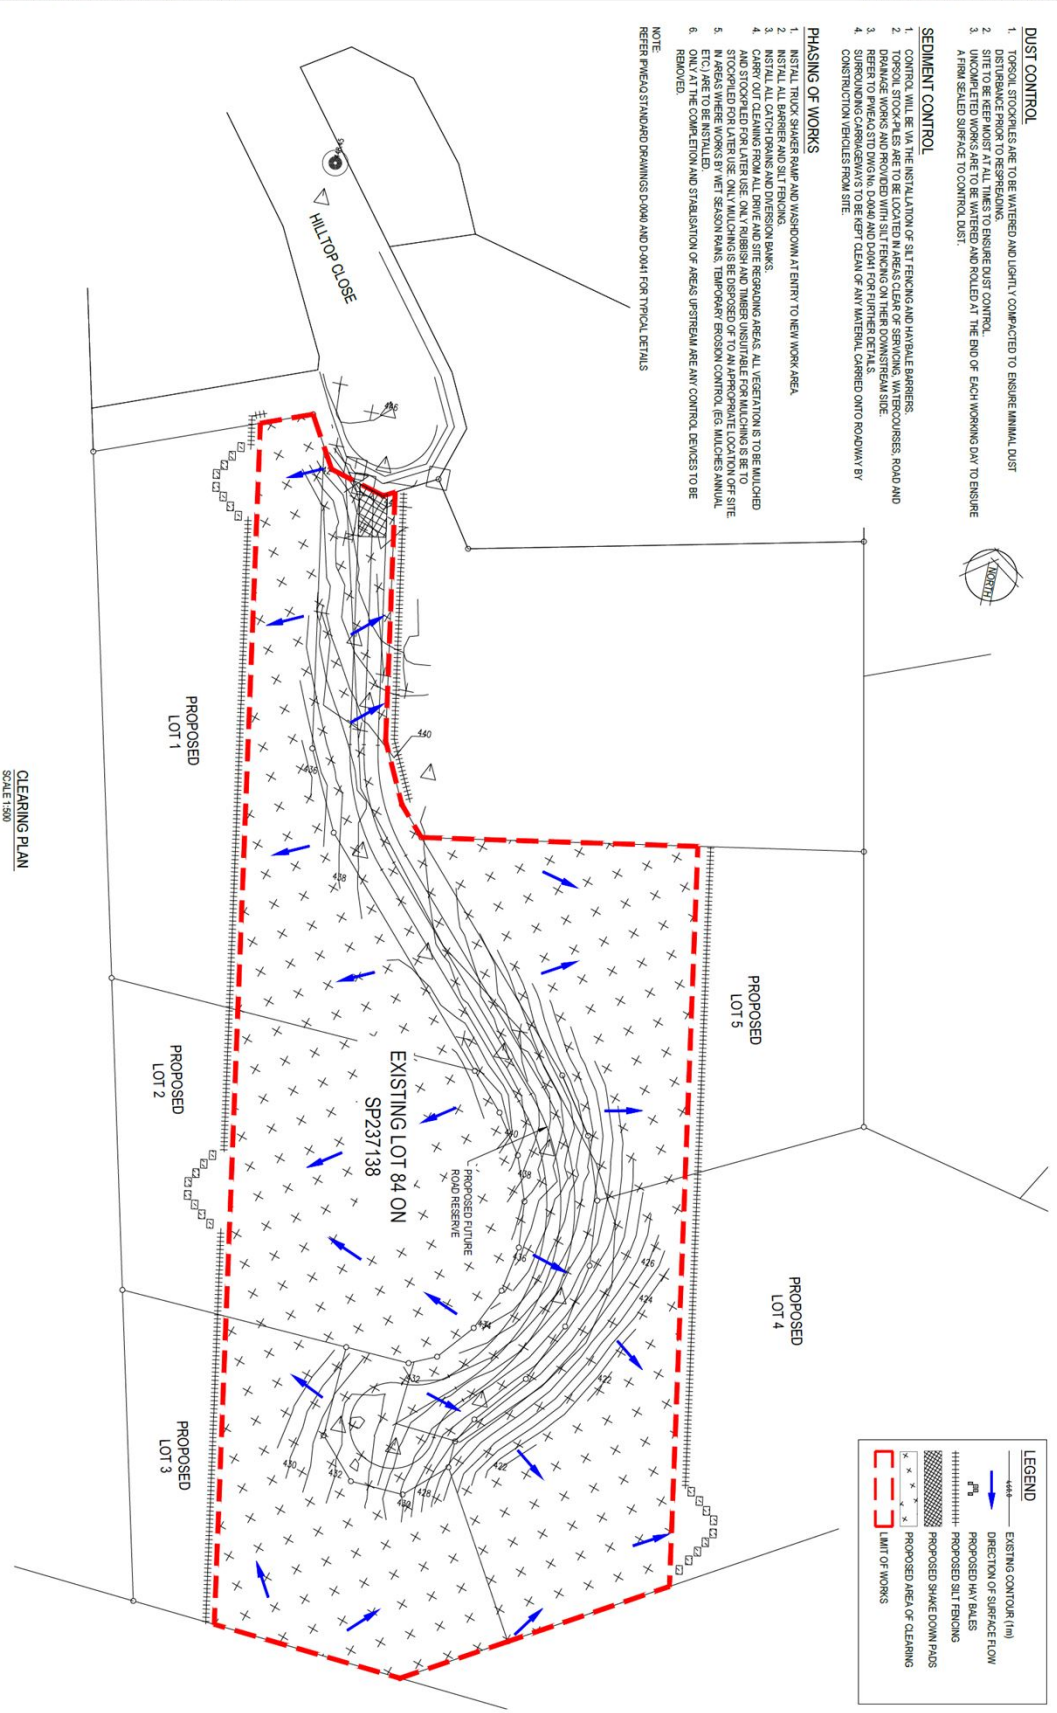 DUST CONTROL
1. TOPSOIL STOCKPILES ARE TO BE WATERED AND LIGHTLY COMPACTED TO ENSURE MINIMAL DUST
DISTURBANCE PRIOR TO RESPREADING.
2. SITE TO BE KEEP MOIST AT ALL TIMES TO ENSURE DUST CONTROL.
3. UNCOMPLETED WORKS ARE TO BE WATERED AND ROLLED AT THE END OF EACH WORKING DAY TO ENSURE
A FIRM SEALED SURFACE TO CONTROL DUST.
SEDIMENT CONTROL
1. CONTROL WILL BE VIA THE INSTALLATION OF SILT FENCING AND HAYBALE BARRIERS.
2. TOPSOIL STOCK-PILES ARE TO BE LOCATED IN AREAS CLEAR OF SERVICING, WATERCOURSES, ROAD AND
DRAINAGE WORKS AND PROVIDED WITH SILT FENCING ON THEIR DOWNSTREAM SIDE.
3. REFER TO IPWEAQ STD DWG No. D-0040 AND D-0041 FOR FURTHER DETAILS.
4. SURROUNDING CARRIAGEWAYS TO BE KEPT CLEAN OF ANY MATERIAL CARRIED ONTO ROADWAY BY
CONSTRUCTION VEHICLES FROM SITE.
PHASING OF WORKS
1. INSTALL TRUCK SHAKER RAMP AND WASHDOWN AT ENTRY TO NEW WORK AREA.
2. INSTALL ALL BARRIER AND SILT FENCING.
3. INSTALL ALL CATCH DRAINS AND DIVERSION BANKS.
4. CARRY OUT CLEANING FROM ALL DRIVE AND SITE REGRADING AREAS. ALL VEGETATION IS TO BE MULCHED
AND STOCKPILED FOR LATER USE. ONLY RUBBISH AND TIMBER UNSUITABLE FOR MULCHING IS BE TO
STOCKPILED FOR LATER USE. ONLY MULCHING IS BE DISPOSED OF TO AN APPROPRIATE LOCATION OFF SITE.
5. IN AREAS WHERE WORKS BY WET SEASON RAINS, TEMPORARY EROSION CONTROL (EG. MULCHES ANNUAL
ETC.) ARE TO BE INSTALLED.
6. ONLY AT THE COMPLETION AND STABLISATION OF AREAS UPSTREAM ARE ANY CONTROL DEVICES TO BE
REMOVED.
NOTE:
REFER IPWEAQ STANDARD DRAWINGS D-0040 AND D-0041 FOR TYPICAL DETAILS
NORTH
HILLTOP CLOSE
436
440
436
438
PROPOSED
LOT 5
PROPOSED
LOT 4
PROPOSED
LOT 1
PROPOSED
LOT 2
PROPOSED
LOT 3
EXISTING LOT 84 ON
SP237138
PROPOSED FUTURE
ROAD RESERVE
440
438
436
434
432
426
424
422
422
430
432
428
430
LEGEND
EXISTING CONTOUR (1m)
DIRECTION OF SURFACE FLOW
PROPOSED HAY BALES
PROPOSED SILT FENCING
PROPOSED SHAKE DOWN PADS
PROPOSED AREA OF CLEARING
LIMIT OF WORKS
CLEARING PLAN
SCALE 1:500